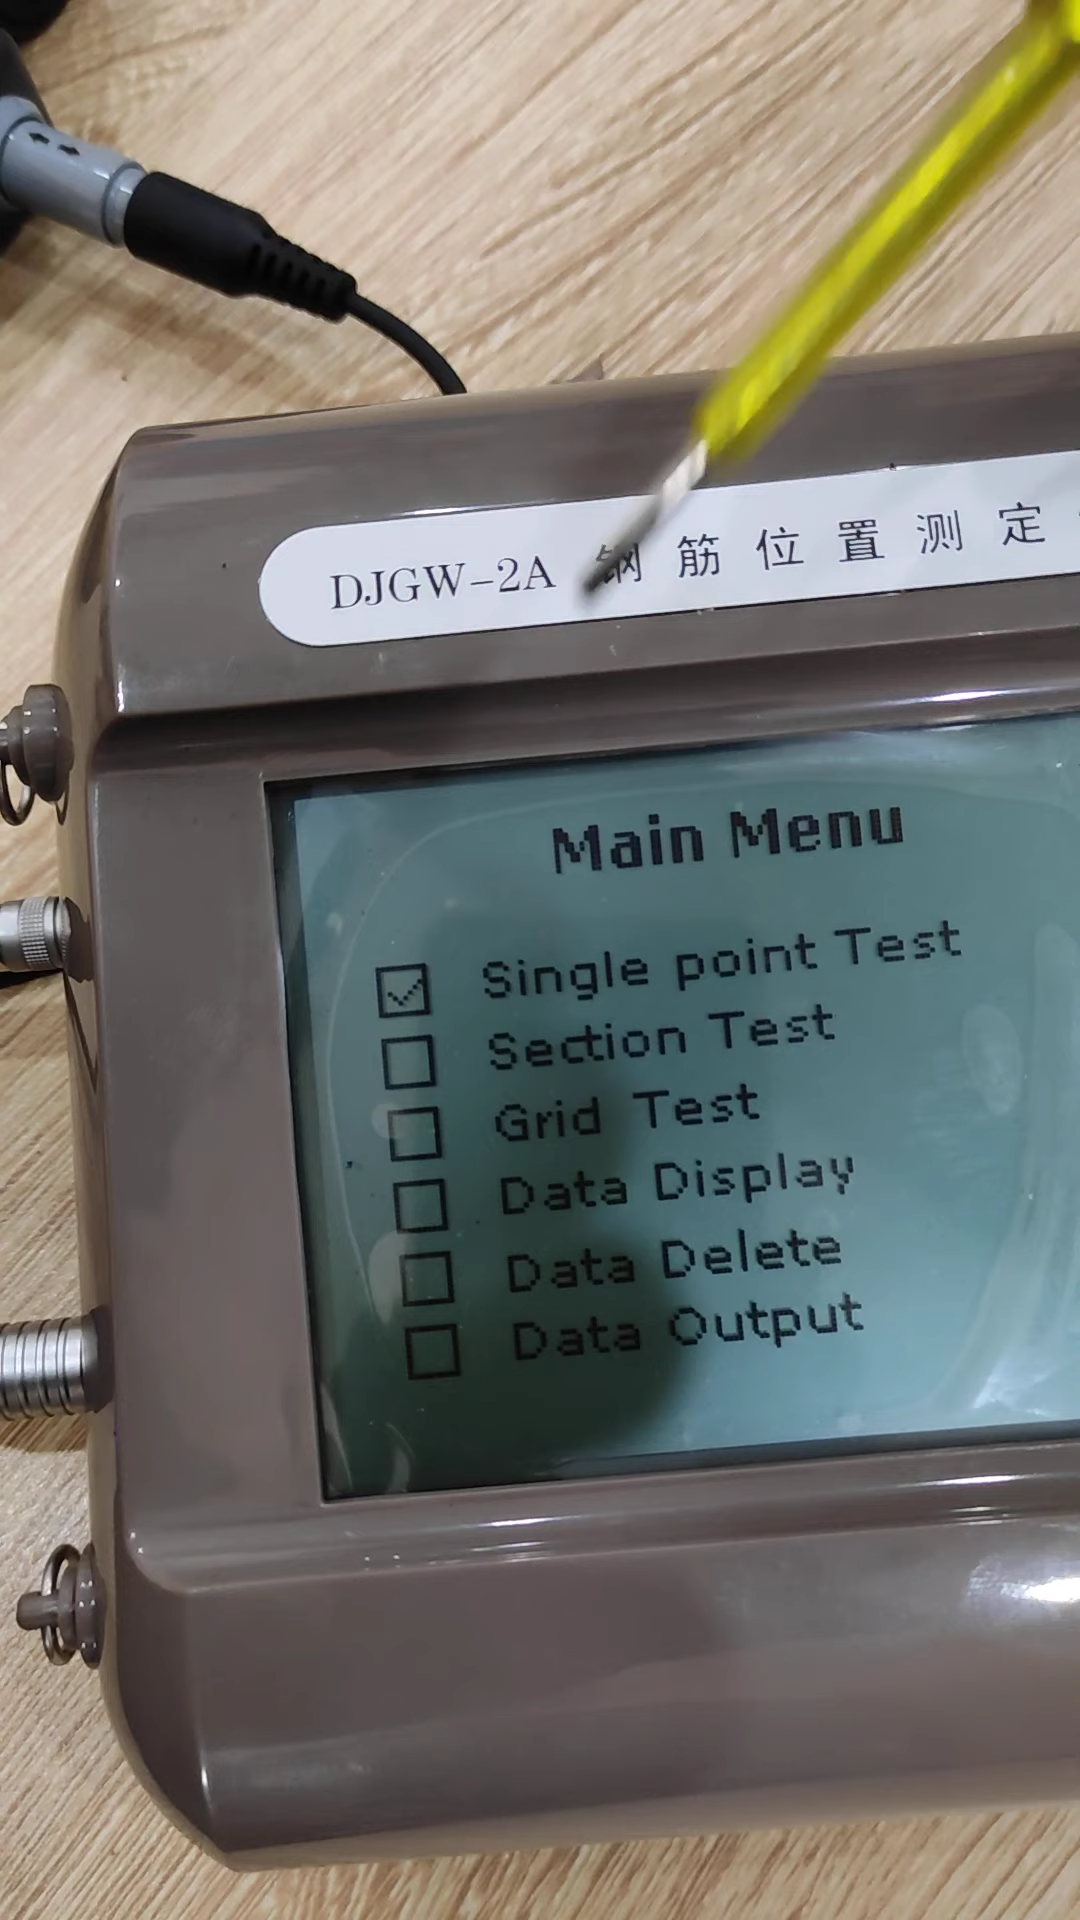 DJGW-2A 钢筋位置测定
Main Menu
Single point Test
Section Test
Grid Test
Data Display
Data Delete
Data Output